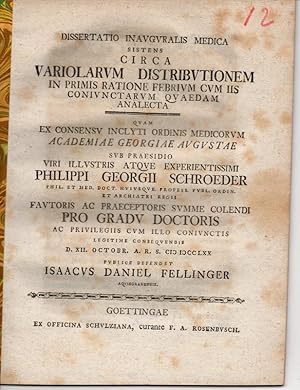 12
DISSERTATIO INAVGVRALIS MEDICA
SISTENS
CIRCA
VARIOLARVM DISTRIBVTIONEM
IN PRIMIS RATIONE FEBRIVM CVM IIS
CONIVNCTARVM QVAEDAM
ANALECTA
QVAM
EX CONSENSV INCLYTI ORDINIS MEDICORVM
ACADEMIAE GEORGIAE AVGVSTAE
SVB PRAESIDIO
VIRI ILLVSTRIS ATQVE EXPERIENTISSIMI
PHILIPPI GEORGII SCHROEDER
PHIL. ET MED. DOCT. HVIVSQVE PROFESS. PVBL. ORDIN.
ET ARCHIATRI REGII
FAVTORIS AC PRAECEPTORIS SVMME COLENDI
PRO GRADV DOCTORIS
AC PRIVILEGIIS CVM ILLO CONIVNCTIS
LEGITIME CONSEQVENDIS
D. XII. OCTOBR. A. R. S. CIↃIↃCCLXX
PVBLICE DEFENDET
ISAACVS DANIEL FELLINGER
AQVISGRANENSIS.
GOETTINGAE
EX OFFICINA SCHVLZIANA, curante F. A. ROSENBVSCH.